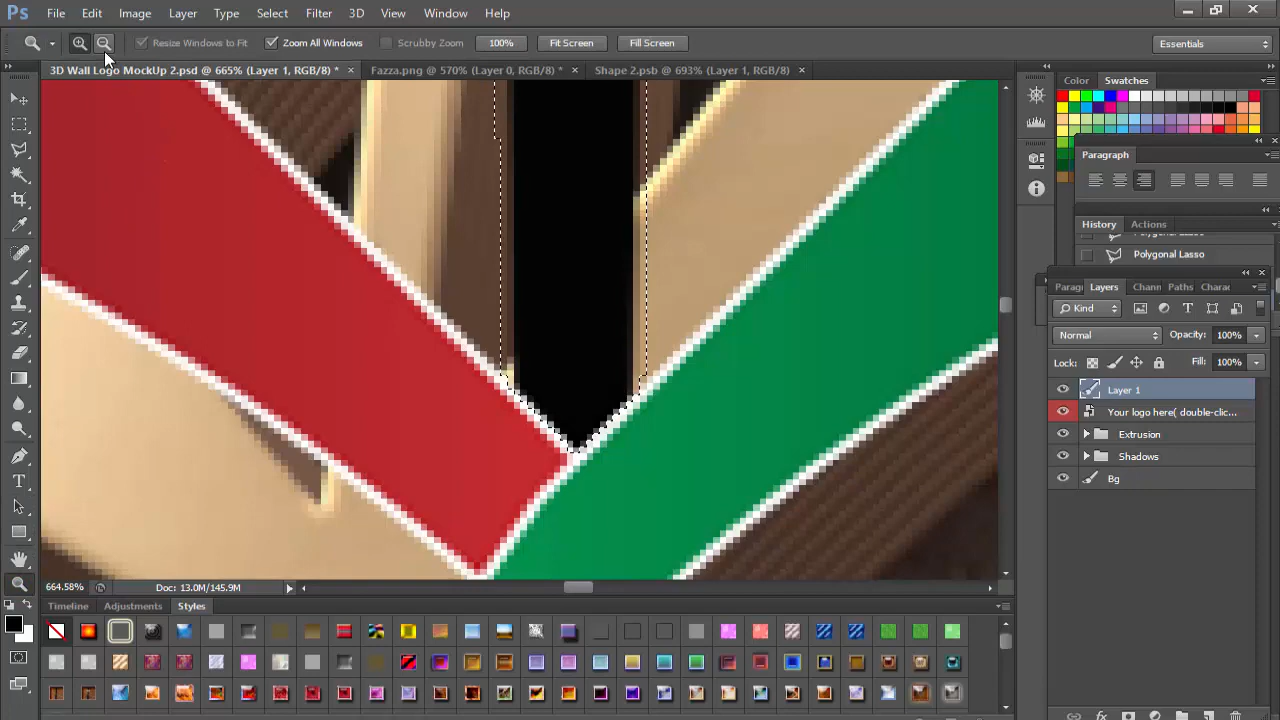 Ps File Edit Image Layer Type Select Filter 3D View Window Help
Resize Windows to Fit Zoom All Windows Scrubby Zoom 100% Fit Screen Fill Screen Essentials
3D Wall Logo MockUp 2.psd @ 665% (Layer 1, RGB/8) * × Fazza.png @ 570% (Layer 0, RGB/8) * × Shape 2.psb @ 693% (Layer 1, RGB/8) ×
Color Swatches
Paragraph
History Actions
Polygonal Lasso
Layers Chann Paths Chara
Kind
Normal Opacity: 100%
Lock: Fill: 100%
Layer 1
Your logo here( double-clic...
Extrusion
Shadows
Bg
664.58% Doc: 13.0M/145.9M
Timeline Adjustments Styles